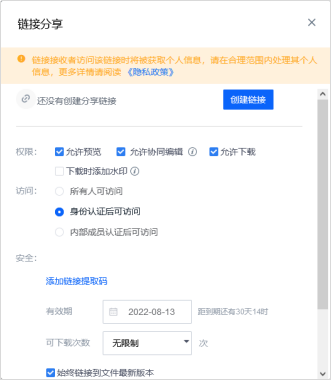 链接分享
链接接收者访问该链接时将被获取个人信息，请在合理范围内处理其个人
信息，更多详情请阅读 《隐私政策》
还没有创建分享链接 创建链接
权限： 允许预览 允许协同编辑 允许下载
下载时添加水印
访问： 所有人可访问
身份认证后可访问
内部成员认证后可访问
安全：
添加链接提取码
有效期 2022-08-13 距到期还有30天14时
可下载次数 无限制 次
始终链接到文件最新版本